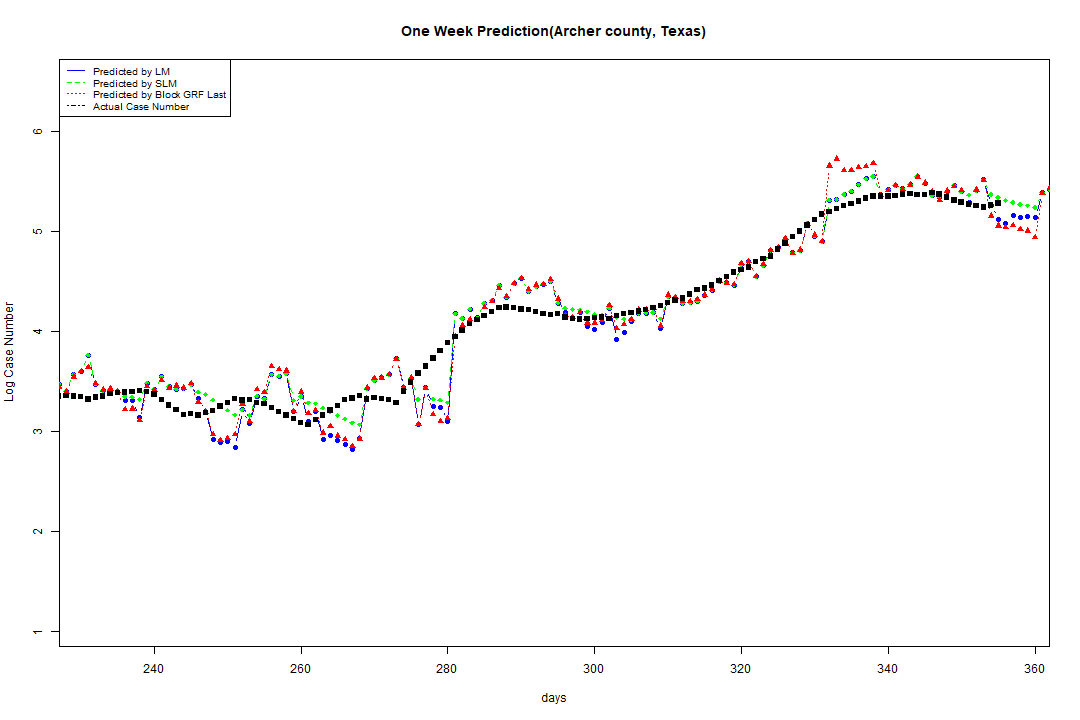 One Week Prediction(Archer county, Texas)
Predicted by LM
Predicted by SLM
Predicted by Block GRF Last
Actual Case Number
6
5
4
3
2
1
Log Case Number
240 260 280 300 320 340 360
days